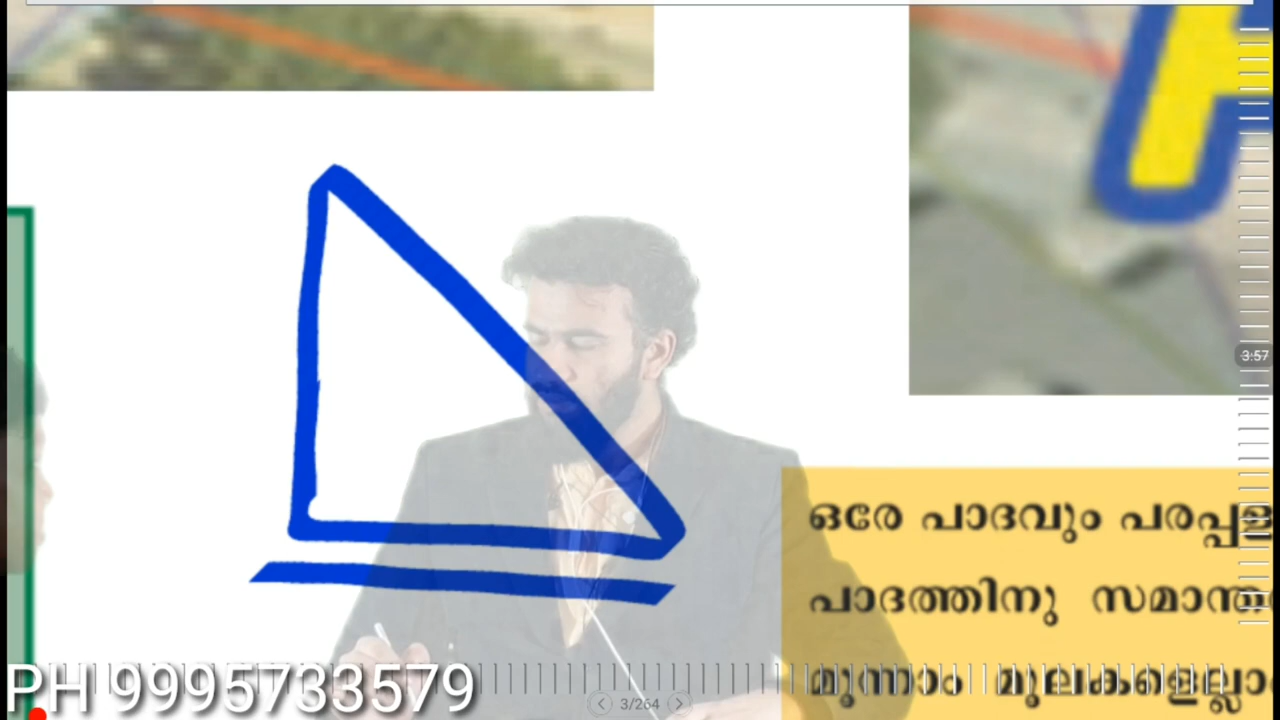 3:57
ഒരേ പാദവും പരപ്പള
പാദത്തിനു സമാന്ത
മൂന്നാം മൂലകളെല്ലാം
PH 9995733579
3/264